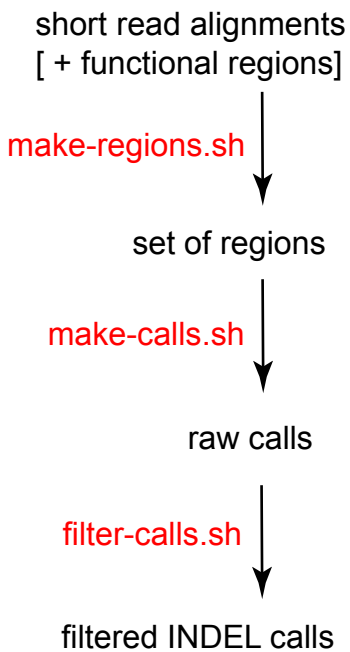 short read alignments
[ + functional regions]
make-regions.sh
set of regions
make-calls.sh
raw calls
filter-calls.sh
filtered INDEL calls